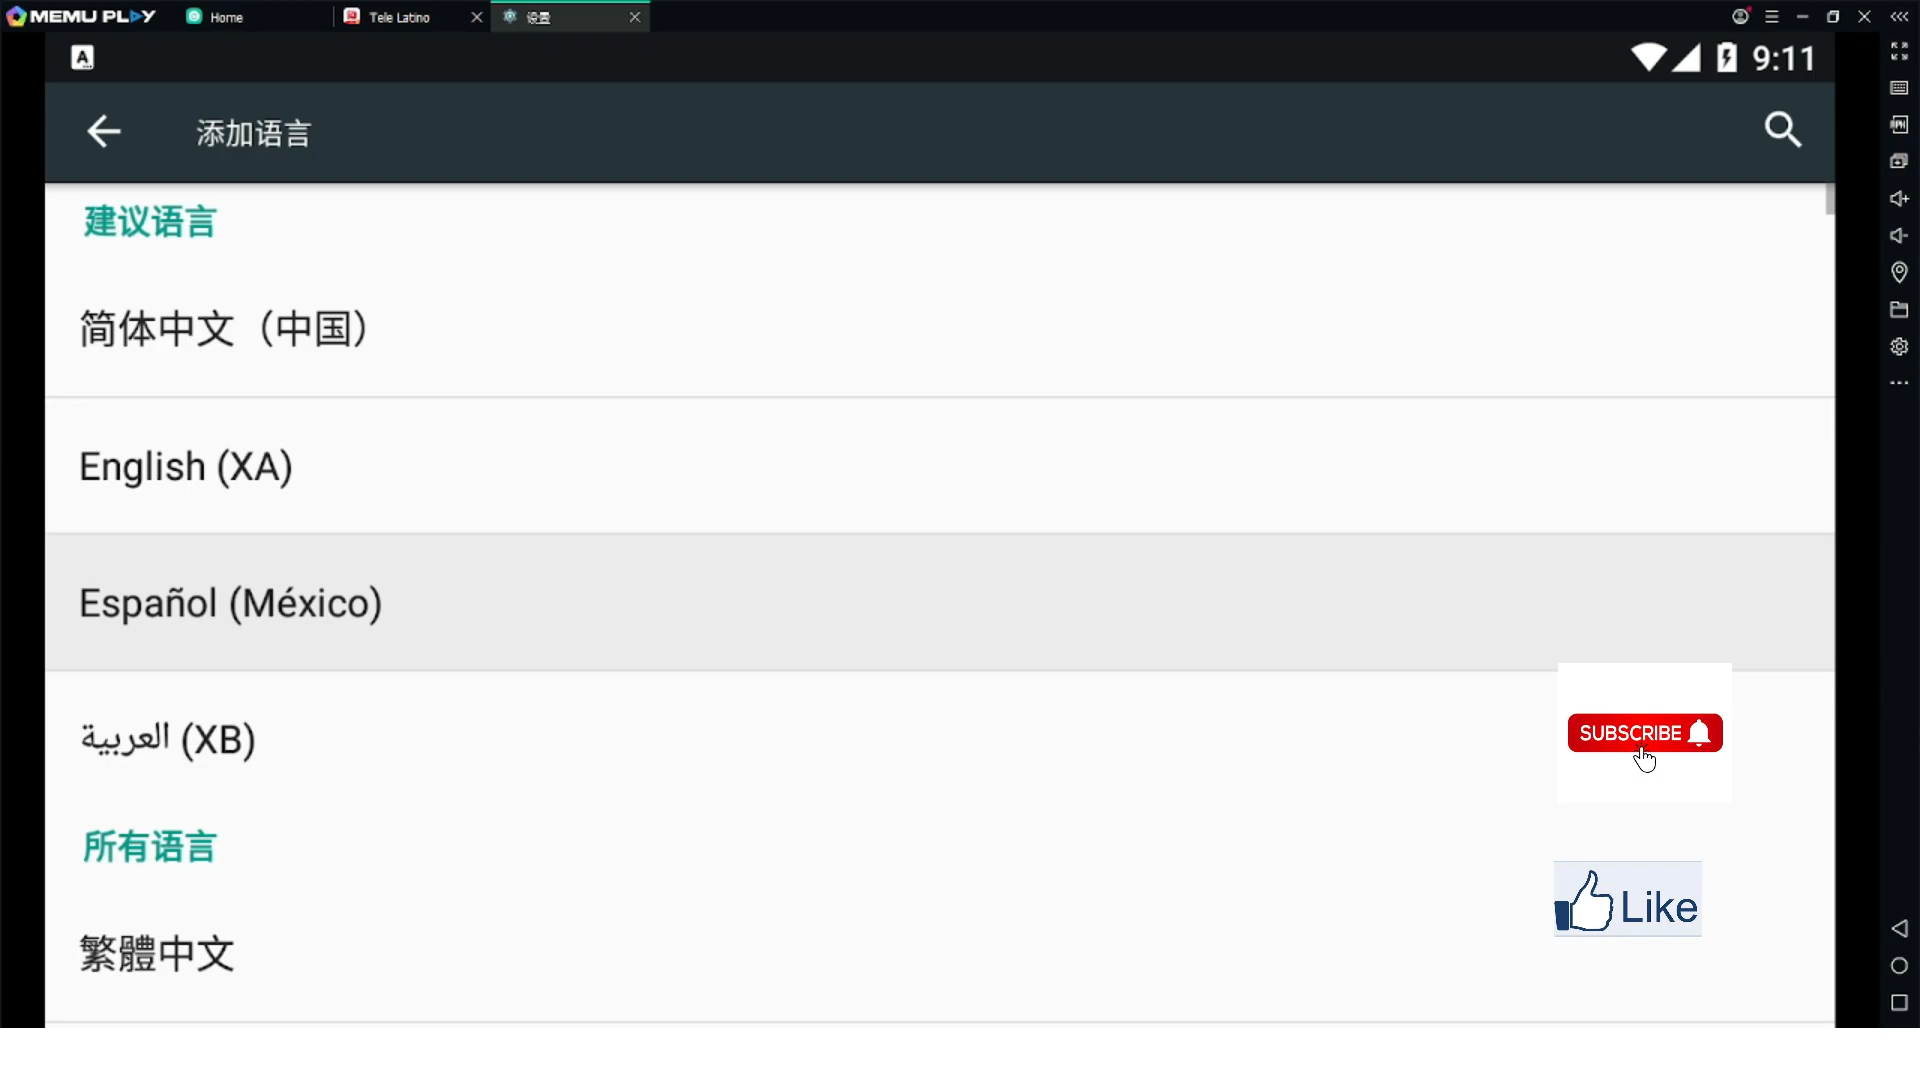 MEMU PLAY
Home
Tele Latino
设置
A
9:11
添加语言
建议语言
简体中文（中国）
English (XA)
Español (México)
العربية (XB)
SUBSCRIBE
所有语言
Like
繁體中文